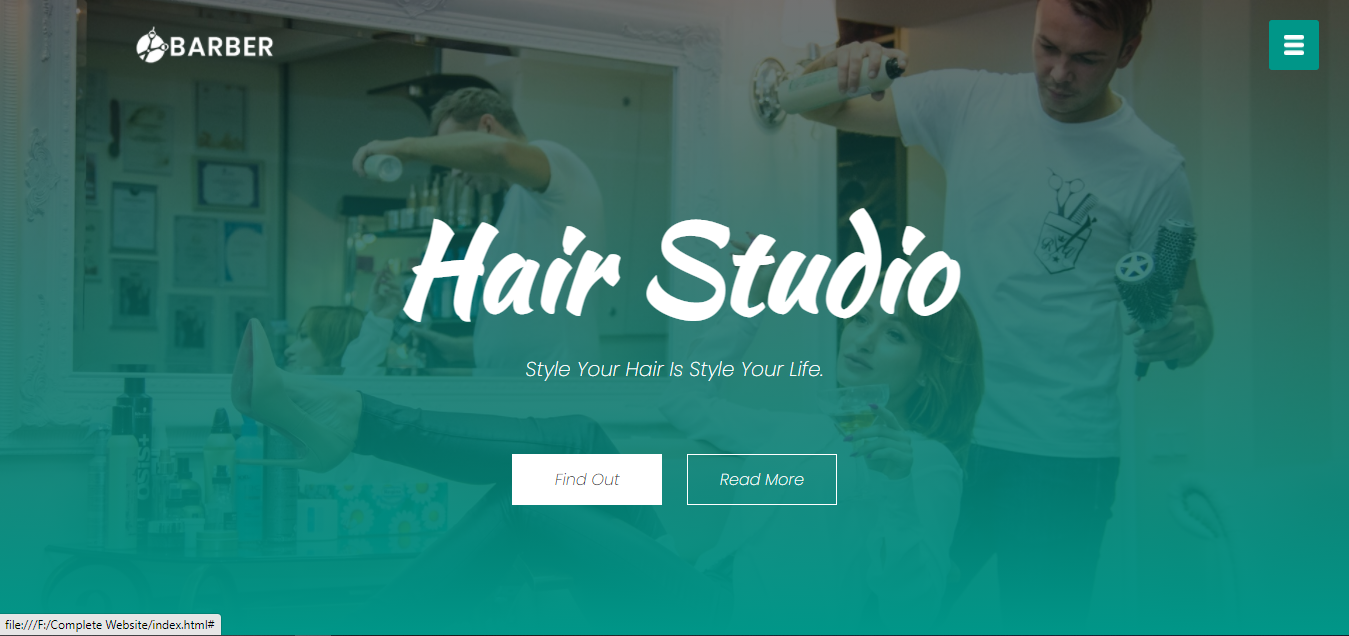 BARBER
Hair Studio
Style Your Hair Is Style Your Life.
Find Out
Read More
OSiS+
file:///F:/Complete Website/index.html#